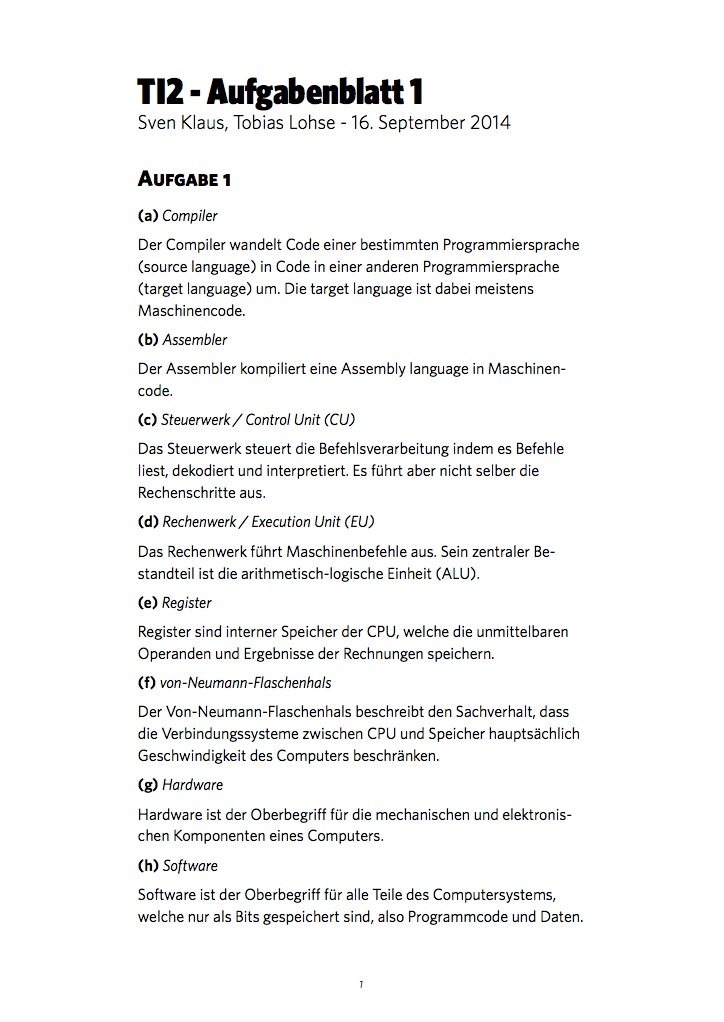 TI2 - Aufgabenblatt 1
Sven Klaus, Tobias Lohse - 16. September 2014
AUFGABE 1
(a) Compiler
Der Compiler wandelt Code einer bestimmten Programmiersprache
(source language) in Code in einer anderen Programmiersprache
(target language) um. Die target language ist dabei meistens
Maschinencode.
(b) Assembler
Der Assembler kompiliert eine Assembly language in Maschinen-
code.
(c) Steuerwerk / Control Unit (CU)
Das Steuerwerk steuert die Befehlsverarbeitung indem es Befehle
liest, dekodiert und interpretiert. Es führt aber nicht selber die
Rechenschritte aus.
(d) Rechenwerk / Execution Unit (EU)
Das Rechenwerk führt Maschinenbefehle aus. Sein zentraler Be-
standteil ist die arithmetisch-logische Einheit (ALU).
(e) Register
Register sind interner Speicher der CPU, welche die unmittelbaren
Operanden und Ergebnisse der Rechnungen speichern.
(f) von-Neumann-Flaschenhals
Der Von-Neumann-Flaschenhals beschreibt den Sachverhalt, dass
die Verbindungssysteme zwischen CPU und Speicher hauptsächlich
Geschwindigkeit des Computers beschränken.
(g) Hardware
Hardware ist der Oberbegriff für die mechanischen und elektronis-
chen Komponenten eines Computers.
(h) Software
Software ist der Oberbegriff für alle Teile des Computersystems,
welche nur als Bits gespeichert sind, also Programmcode und Daten.
1